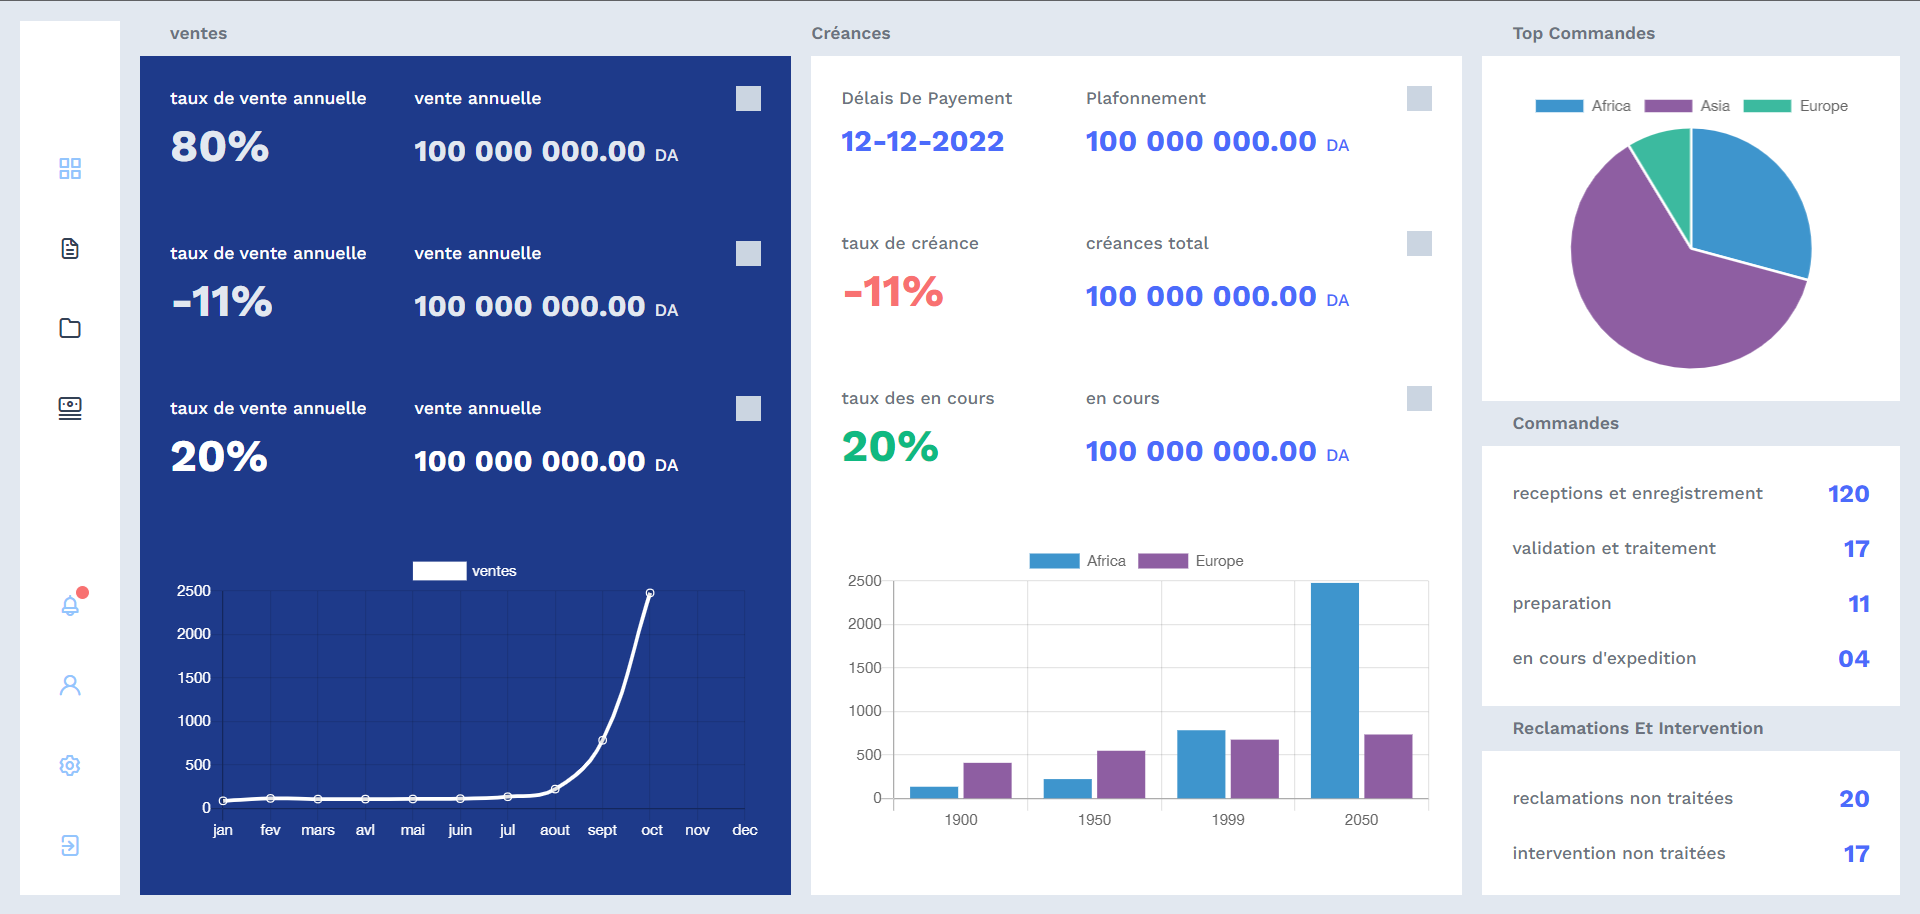 ventes
taux de vente annuelle vente annuelle
80% 100 000 000.00 DA
taux de vente annuelle vente annuelle
-11% 100 000 000.00 DA
taux de vente annuelle vente annuelle
20% 100 000 000.00 DA
ventes
2500
2000
1500
1000
500
0
jan fev mars avl mai juin jul aout sept oct nov dec
Créances
Délais De Payement Plafonnement
12-12-2022 100 000 000.00 DA
taux de créance créances total
-11% 100 000 000.00 DA
taux des en cours en cours
20% 100 000 000.00 DA
Africa Europe
2500
2000
1500
1000
500
0
1900 1950 1999 2050
Top Commandes
Africa Asia Europe
Commandes
receptions et enregistrement 120
validation et traitement 17
preparation 11
en cours d'expedition 04
Reclamations Et Intervention
reclamations non traitées 20
intervention non traitées 17